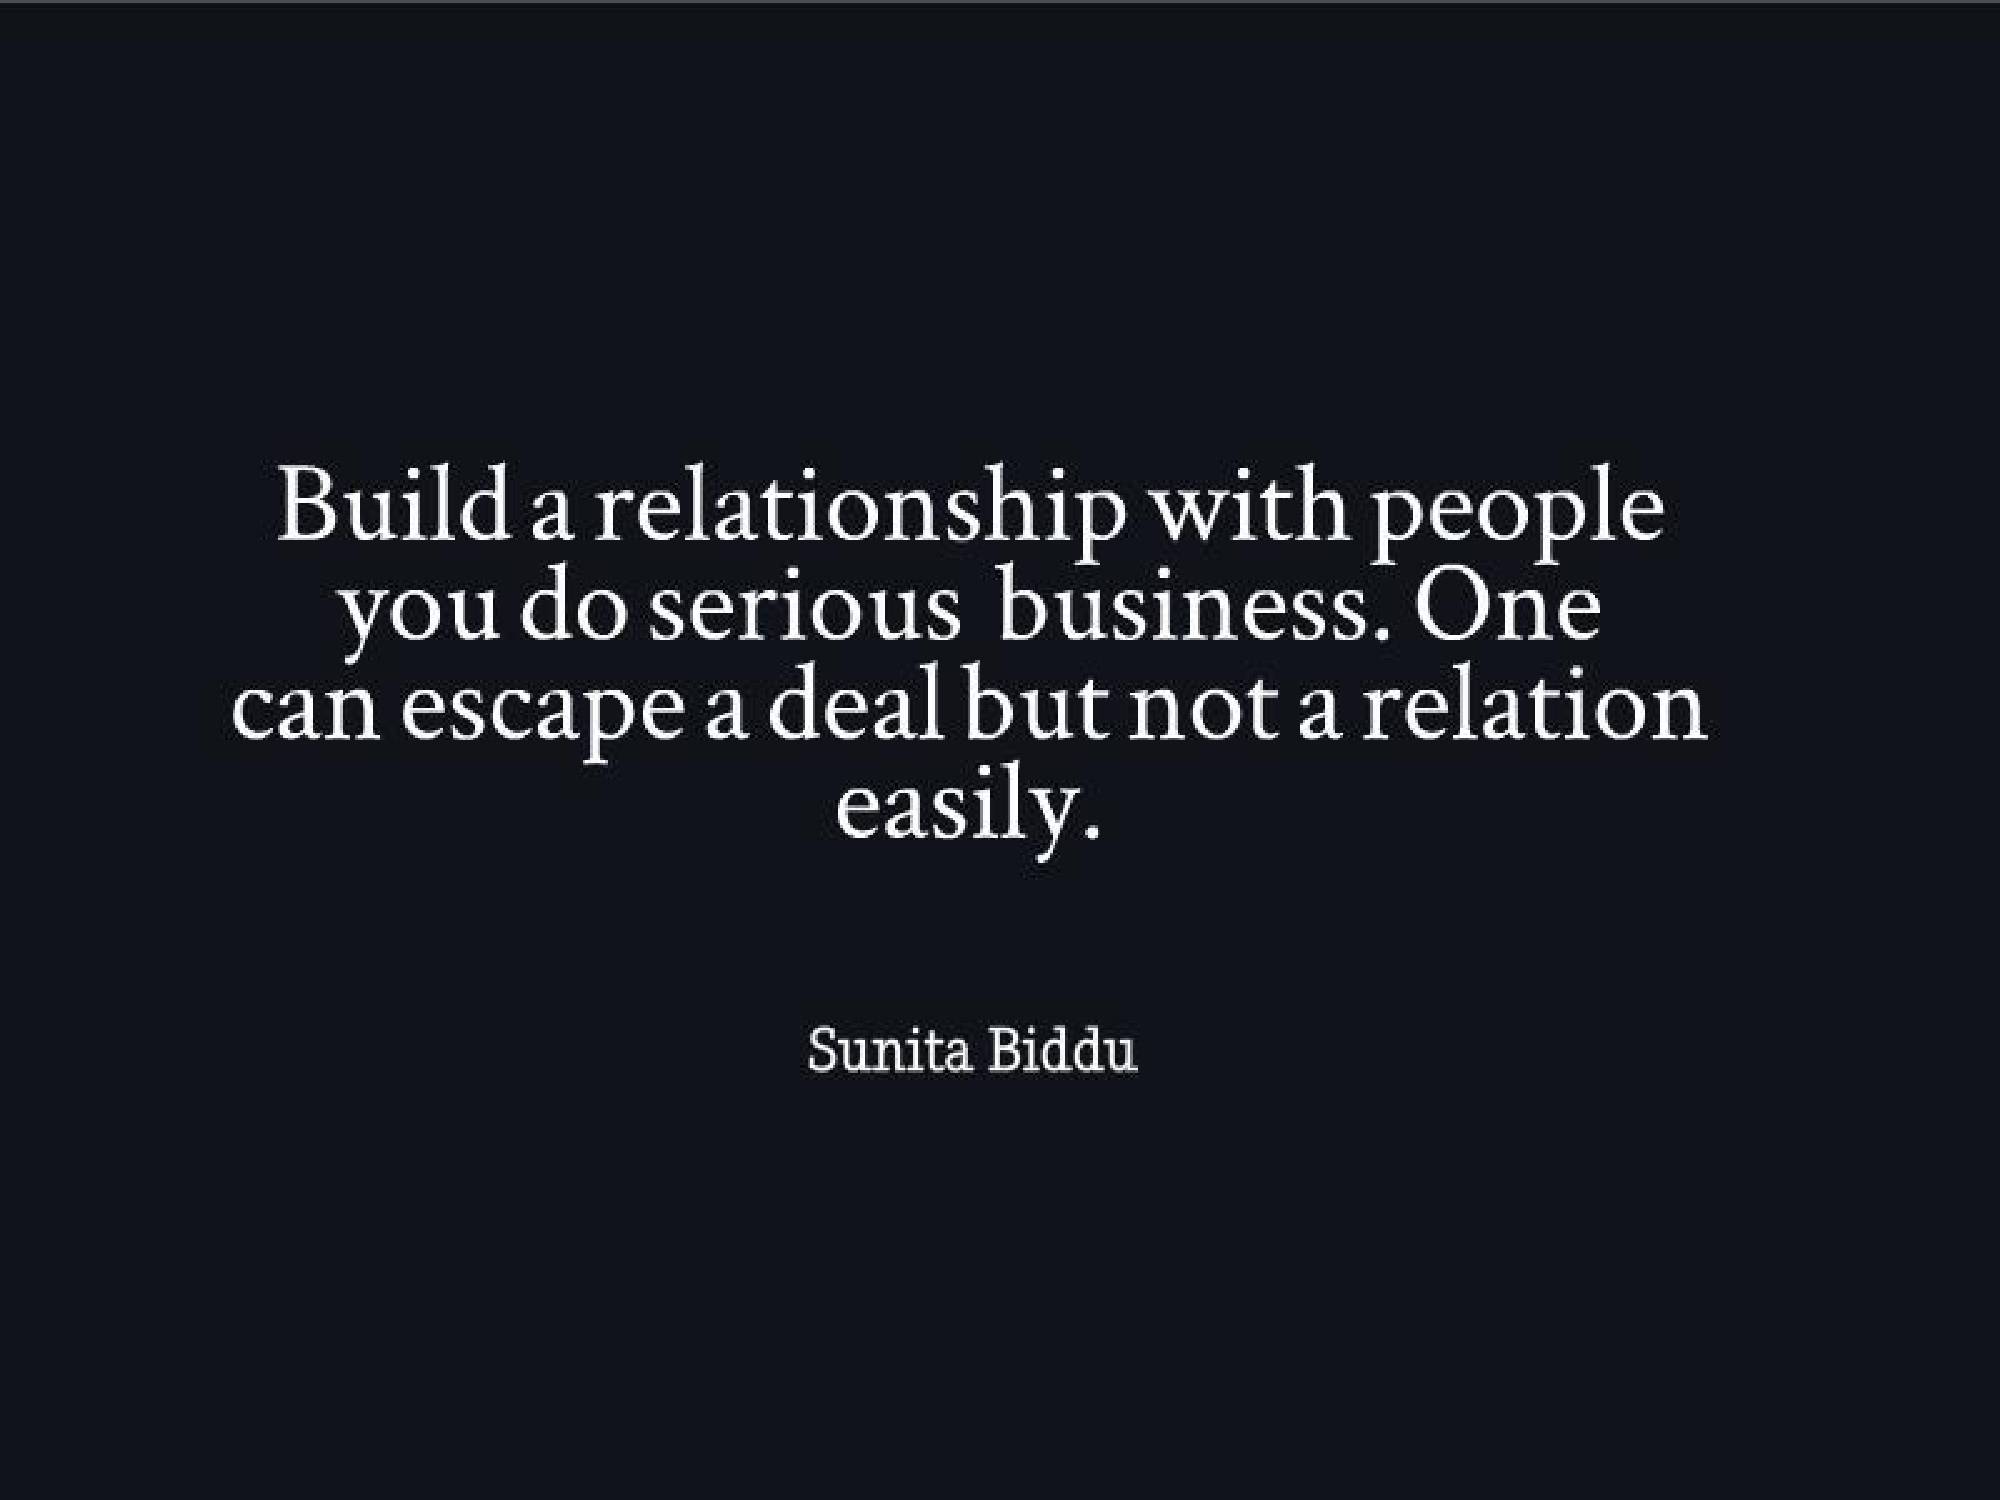 Build a relationship with people
you do serious  business. One
can escape a deal but not a relation
easily.
Sunita Biddu